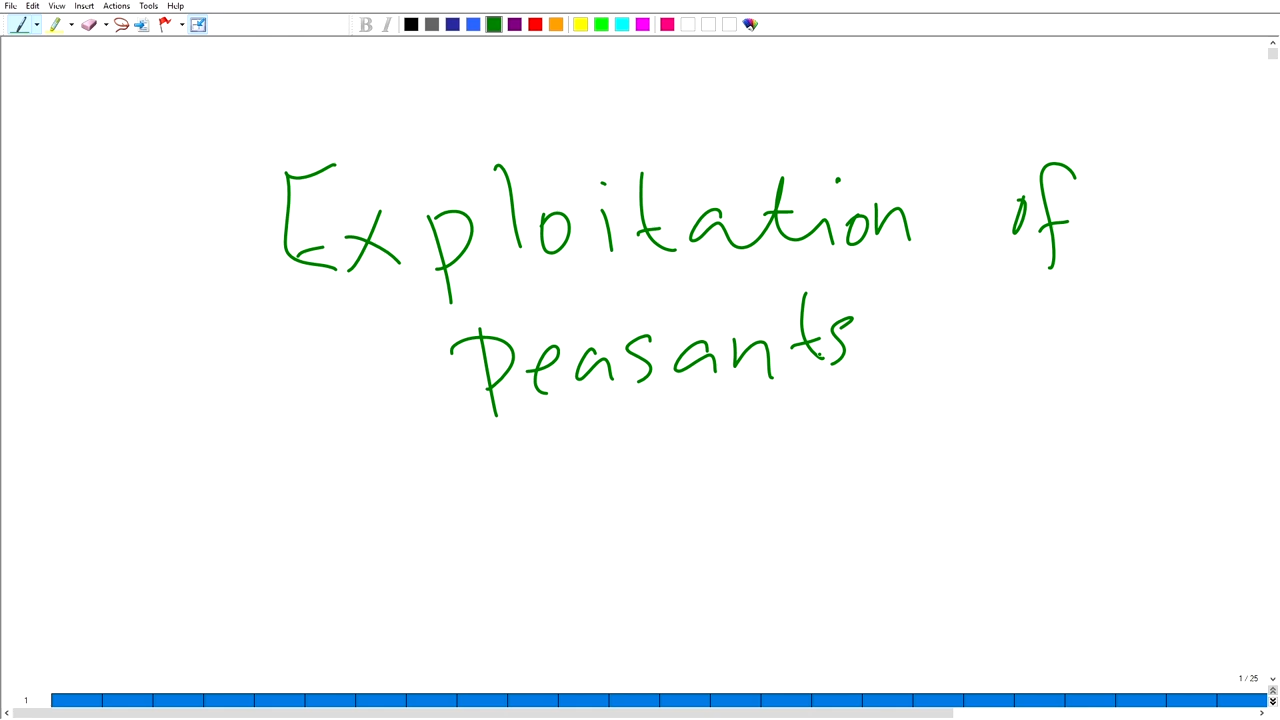 File Edit View Insert Actions Tools Help
B I
Exploitation of
peasants
1 / 25
1